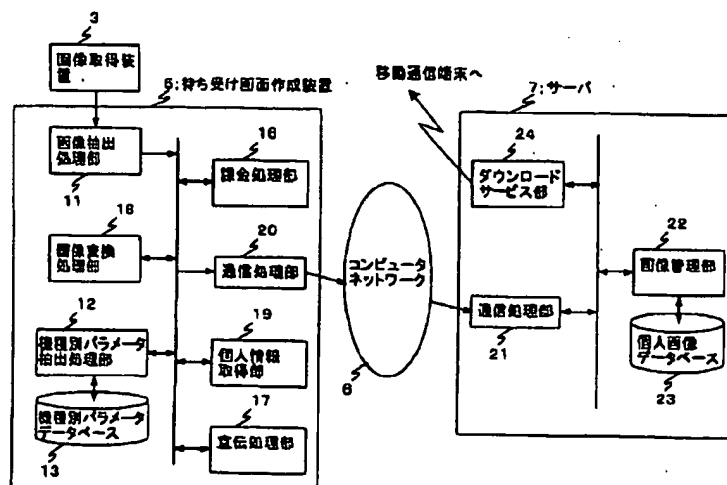 3
画像取得装
置
5;待ち受け画面作成装置
画像抽出
処理部
11
16
課金処理部
18
画像変換
処理部
20
通信処理部
12
機種別パラメータ
抽出処理部
19
個人情報
取得部
機種別パラメータ
データベース
13
17
宣伝処理部
コンピュータ
ネットワーク
6
移動通信端末へ
7;サーバ
24
ダウンロード
サービス部
22
画像管理部
通信処理部
21
個人画像
データベース
23